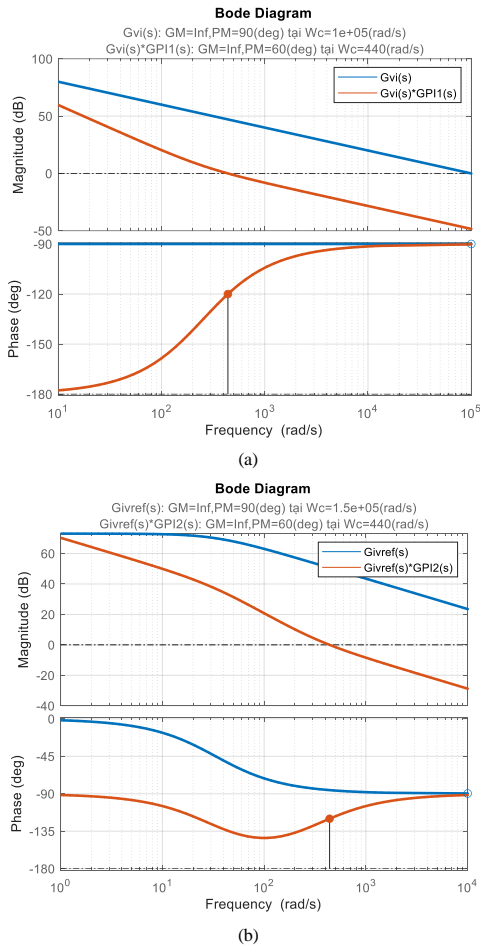 Bode Diagram
Gvi(s): GM=Inf,PM=90(deg) tại Wc=1e+05(rad/s)
Gvi(s)*GPI1(s): GM=Inf,PM=60(deg) tại Wc=440(rad/s)
100
50
0
-50
Magnitude (dB)
Gvi(s)
Gvi(s)*GPI1(s)
-90
-120
-150
-180
Phase (deg)
10^1
10^2
10^3
10^4
10^5
Frequency (rad/s)
(a)
Bode Diagram
Givref(s): GM=Inf,PM=90(deg) tại Wc=1.5e+05(rad/s)
Givref(s)*GPI2(s): GM=Inf,PM=60(deg) tại Wc=440(rad/s)
60
40
20
0
-20
-40
Magnitude (dB)
Givref(s)
Givref(s)*GPI2(s)
0
-45
-90
-135
-180
Phase (deg)
10^0
10^1
10^2
10^3
10^4
Frequency (rad/s)
(b)